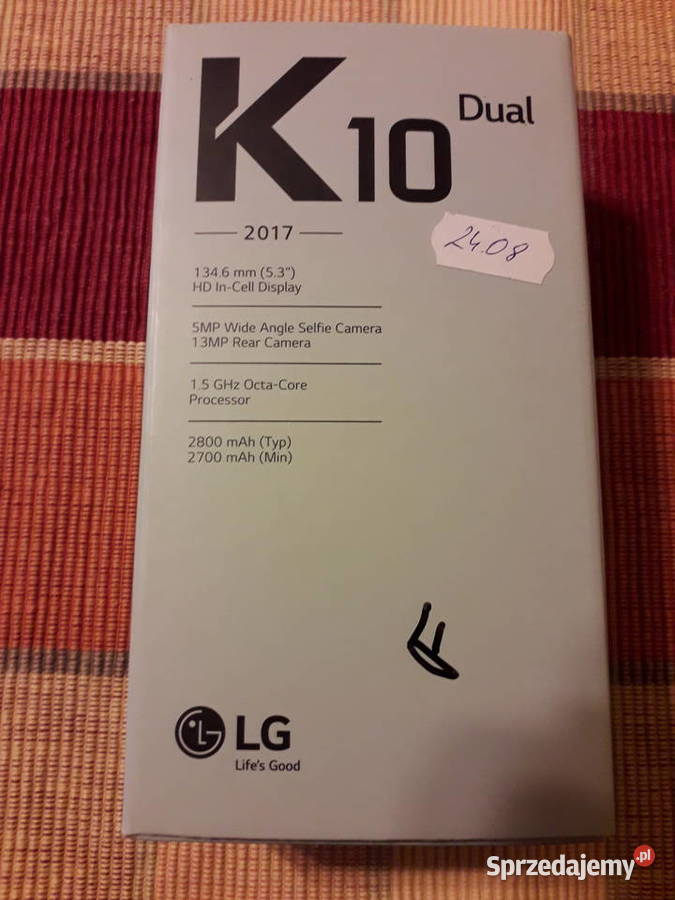 K10 Dual
2017
24.08
134.6 mm (5.3")
HD In-Cell Display
5MP Wide Angle Selfie Camera
13MP Rear Camera
1.5 GHz Octa-Core
Processor
2800 mAh (Typ)
2700 mAh (Min)
LG
Life's Good
Sprzedajemy.pl